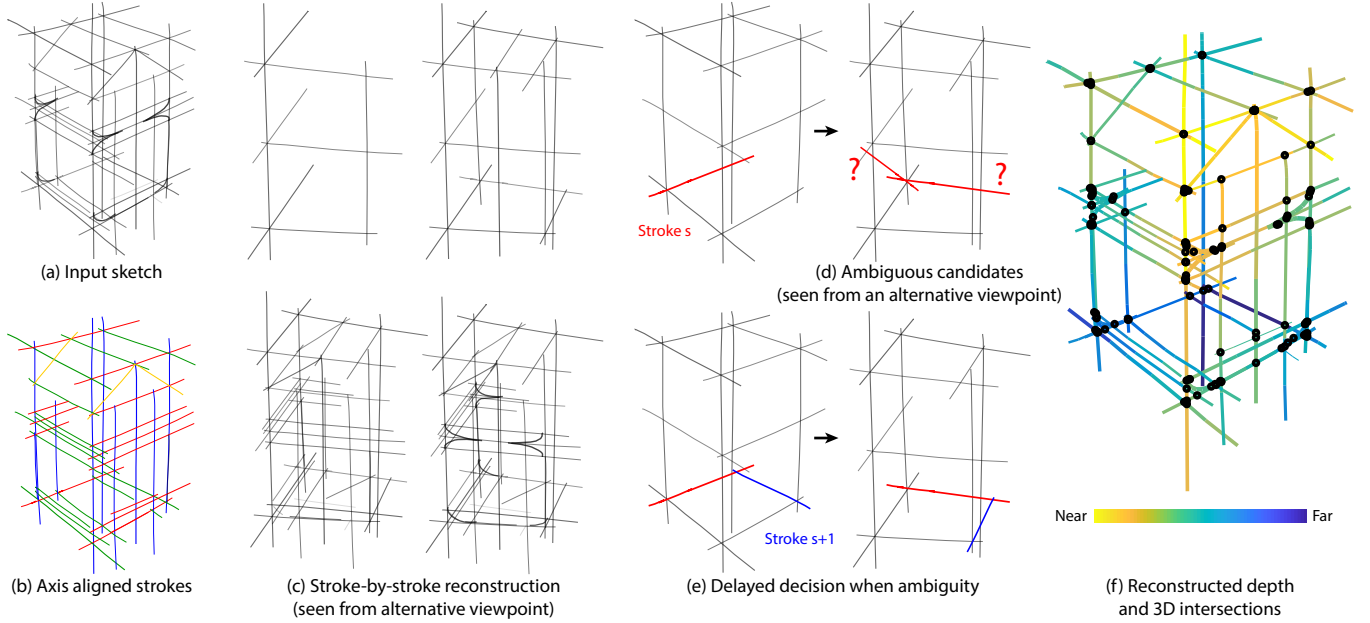 (a) Input sketch
(b) Axis aligned strokes
(c) Stroke-by-stroke reconstruction
(seen from alternative viewpoint)
Stroke s
?
?
(d) Ambiguous candidates
(seen from an alternative viewpoint)
Stroke s+1
(e) Delayed decision when ambiguity
Near
Far
(f) Reconstructed depth
and 3D intersections